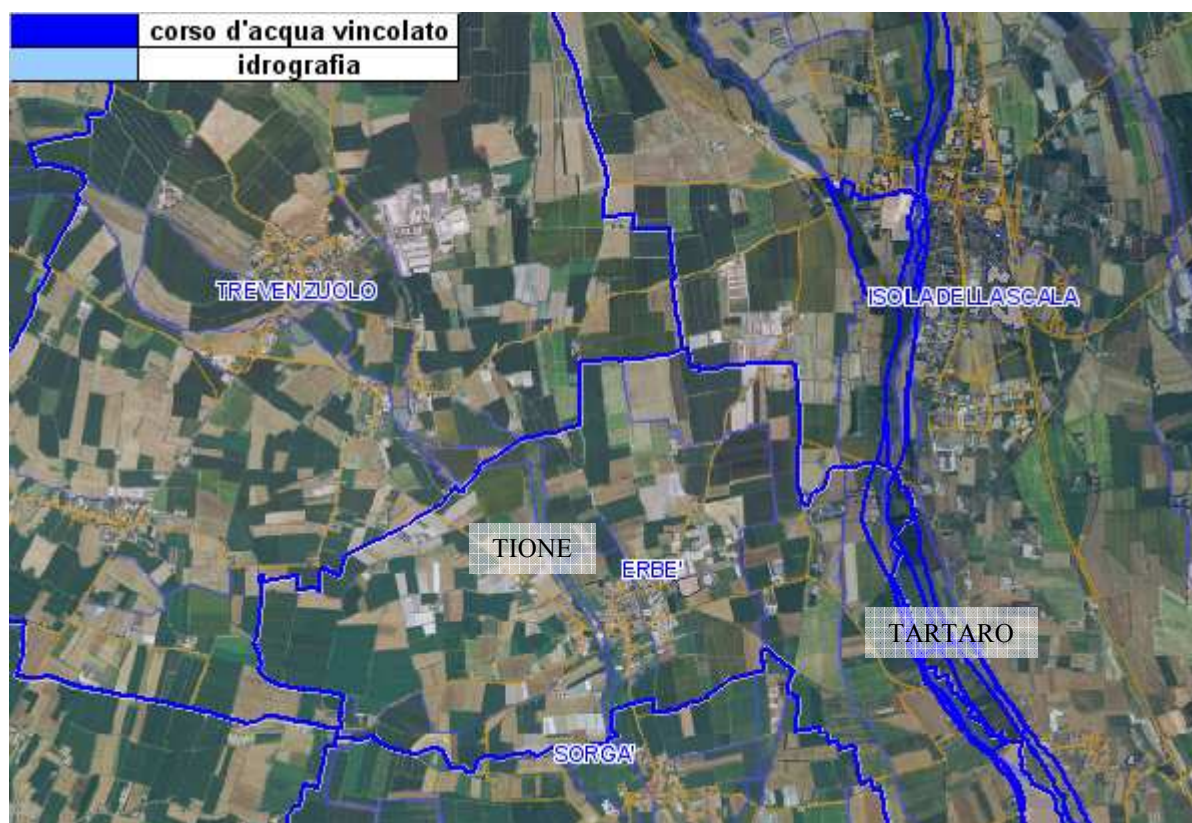 corso d'acqua vincolato
idrografia
TREVENZUOLO
ISOLA DELLA SCALA
TIONE
ERBE'
TARTARO
SORGA'